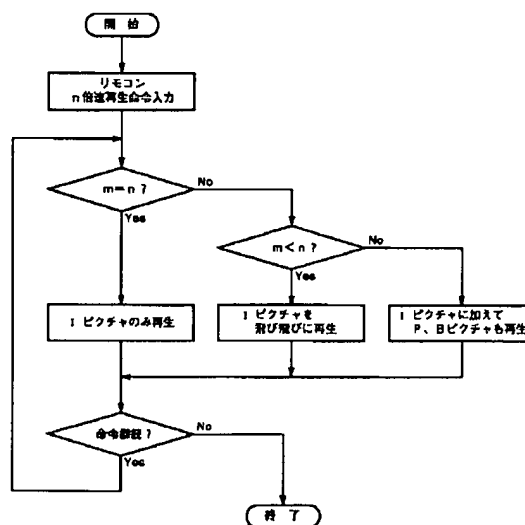 開 始
リモコン
n倍速再生命令入力
m=n ?
No
Yes
m<n ?
No
Yes
I ピクチャのみ再生
I ピクチャを
飛び飛びに再生
I ピクチャに加えて
P、Bピクチャも再生
命令継続?
No
Yes
終 了